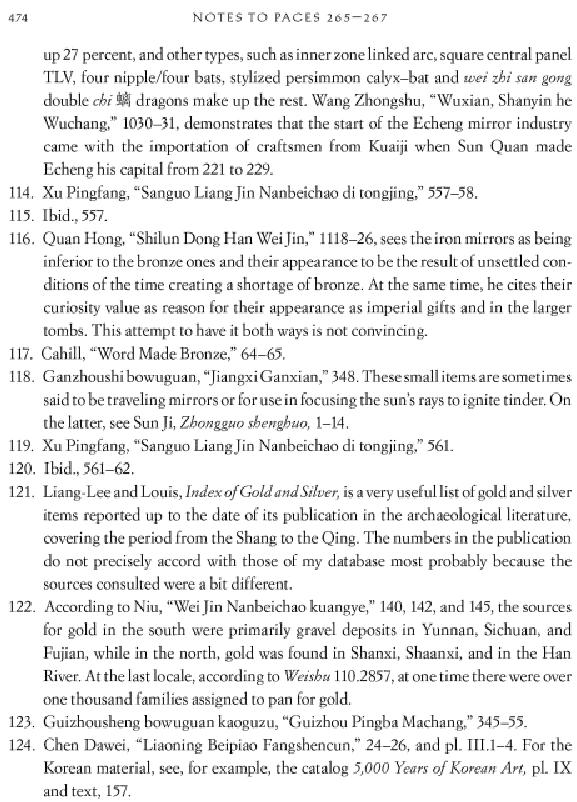 474 NOTES TO PAGES 265–267
up 27 percent, and other types, such as inner zone linked arc, square central panel
TLV, four nipple/four bats, stylized persimmon calyx–bat and wei zhi san gong
double chi 螭 dragons make up the rest. Wang Zhongshu, “Wuxian, Shanyin he
Wuchang,” 1030–31, demonstrates that the start of the Echeng mirror industry
came with the importation of craftsmen from Kuaiji when Sun Quan made
Echeng his capital from 221 to 229.
114. Xu Pingfang, “Sanguo Liang Jin Nanbeichao di tongjing,” 557–58.
115. Ibid., 557.
116. Quan Hong, “Shilun Dong Han Wei Jin,” 1118–26, sees the iron mirrors as being
inferior to the bronze ones and their appearance to be the result of unsettled con-
ditions of the time creating a shortage of bronze. At the same time, he cites their
curiosity value as reason for their appearance as imperial gifts and in the larger
tombs. This attempt to have it both ways is not convincing.
117. Cahill, “Word Made Bronze,” 64–65.
118. Ganzhoushi bowuguan, “Jiangxi Ganxian,” 348. These small items are sometimes
said to be traveling mirrors or for use in focusing the sun’s rays to ignite tinder. On
the latter, see Sun Ji, Zhongguo shenghuo, 1–14.
119. Xu Pingfang, “Sanguo Liang Jin Nanbeichao di tongjing,” 561.
120. Ibid., 561–62.
121. Liang-Lee and Louis, Index of Gold and Silver, is a very useful list of gold and silver
items reported up to the date of its publication in the archaeological literature,
covering the period from the Shang to the Qing. The numbers in the publication
do not precisely accord with those of my database most probably because the
sources consulted were a bit different.
122. According to Niu, “Wei Jin Nanbeichao kuangye,” 140, 142, and 145, the sources
for gold in the south were primarily gravel deposits in Yunnan, Sichuan, and
Fujian, while in the north, gold was found in Shanxi, Shaanxi, and in the Han
River. At the last locale, according to Weishu 110.2857, at one time there were over
one thousand families assigned to pan for gold.
123. Guizhousheng bowuguan kaoguzu, “Guizhou Pingba Machang,” 345–55.
124. Chen Dawei, “Liaoning Beipiao Fangshencun,” 24–26, and pl. III.1–4. For the
Korean material, see, for example, the catalog 5,000 Years of Korean Art, pl. IX
and text, 157.